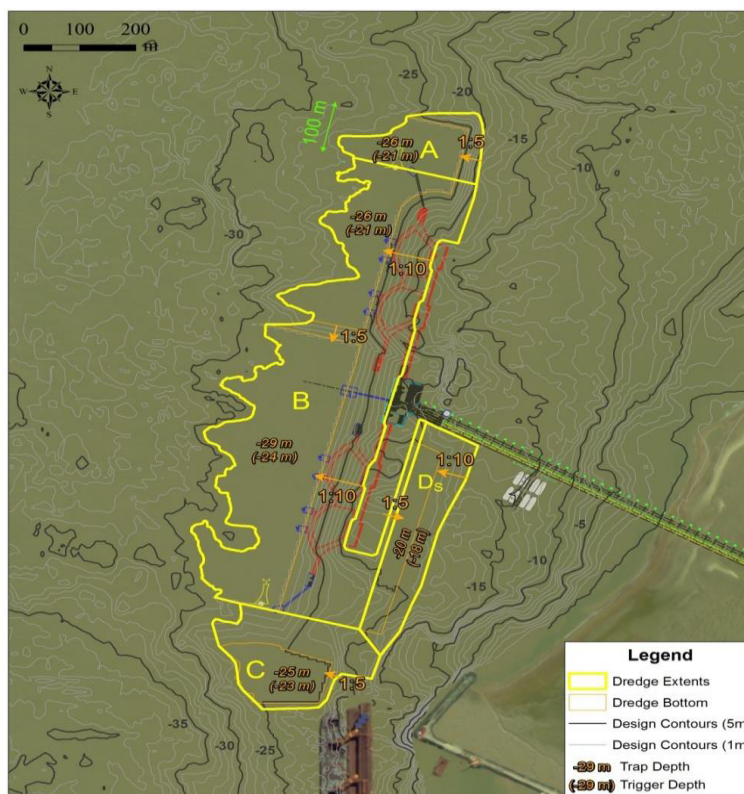 0 100 200
m
N
W E
S
100 m
-25
-20
-15
-10
-26 m
(-21 m)
A
1:5
-26 m
(-21 m)
-30
1:10
1:5
B
-29 m
(-24 m)
1:10
1:5
Ds
1:10
-20 m
(-18 m)
-5
-10
-15
C
-25 m
(-23 m)
1:5
-35
-30
-25
Legend
Dredge Extents
Dredge Bottom
Design Contours (5m
Design Contours (1m
-29 m Trap Depth
(-29 m) Trigger Depth